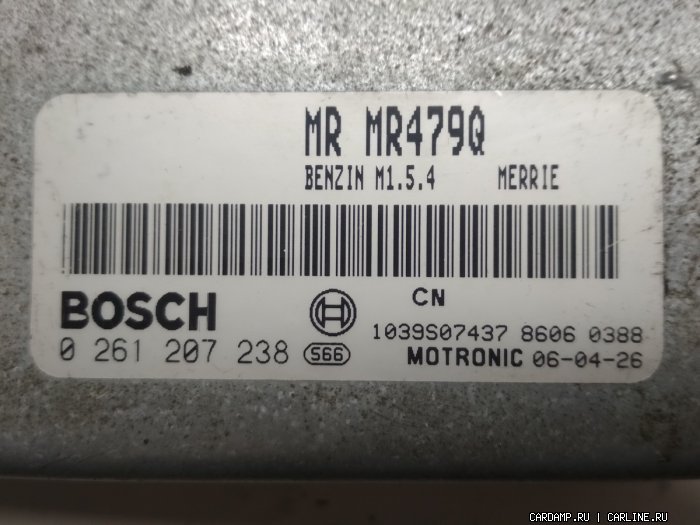 MR MR479Q
BENZIN M1.5.4 MERRIE
CN
BOSCH
1039S07437 8606 0388
0 261 207 238 S66 MOTRONIC 06-04-26
CARDAMP.RU | CARLINE.RU